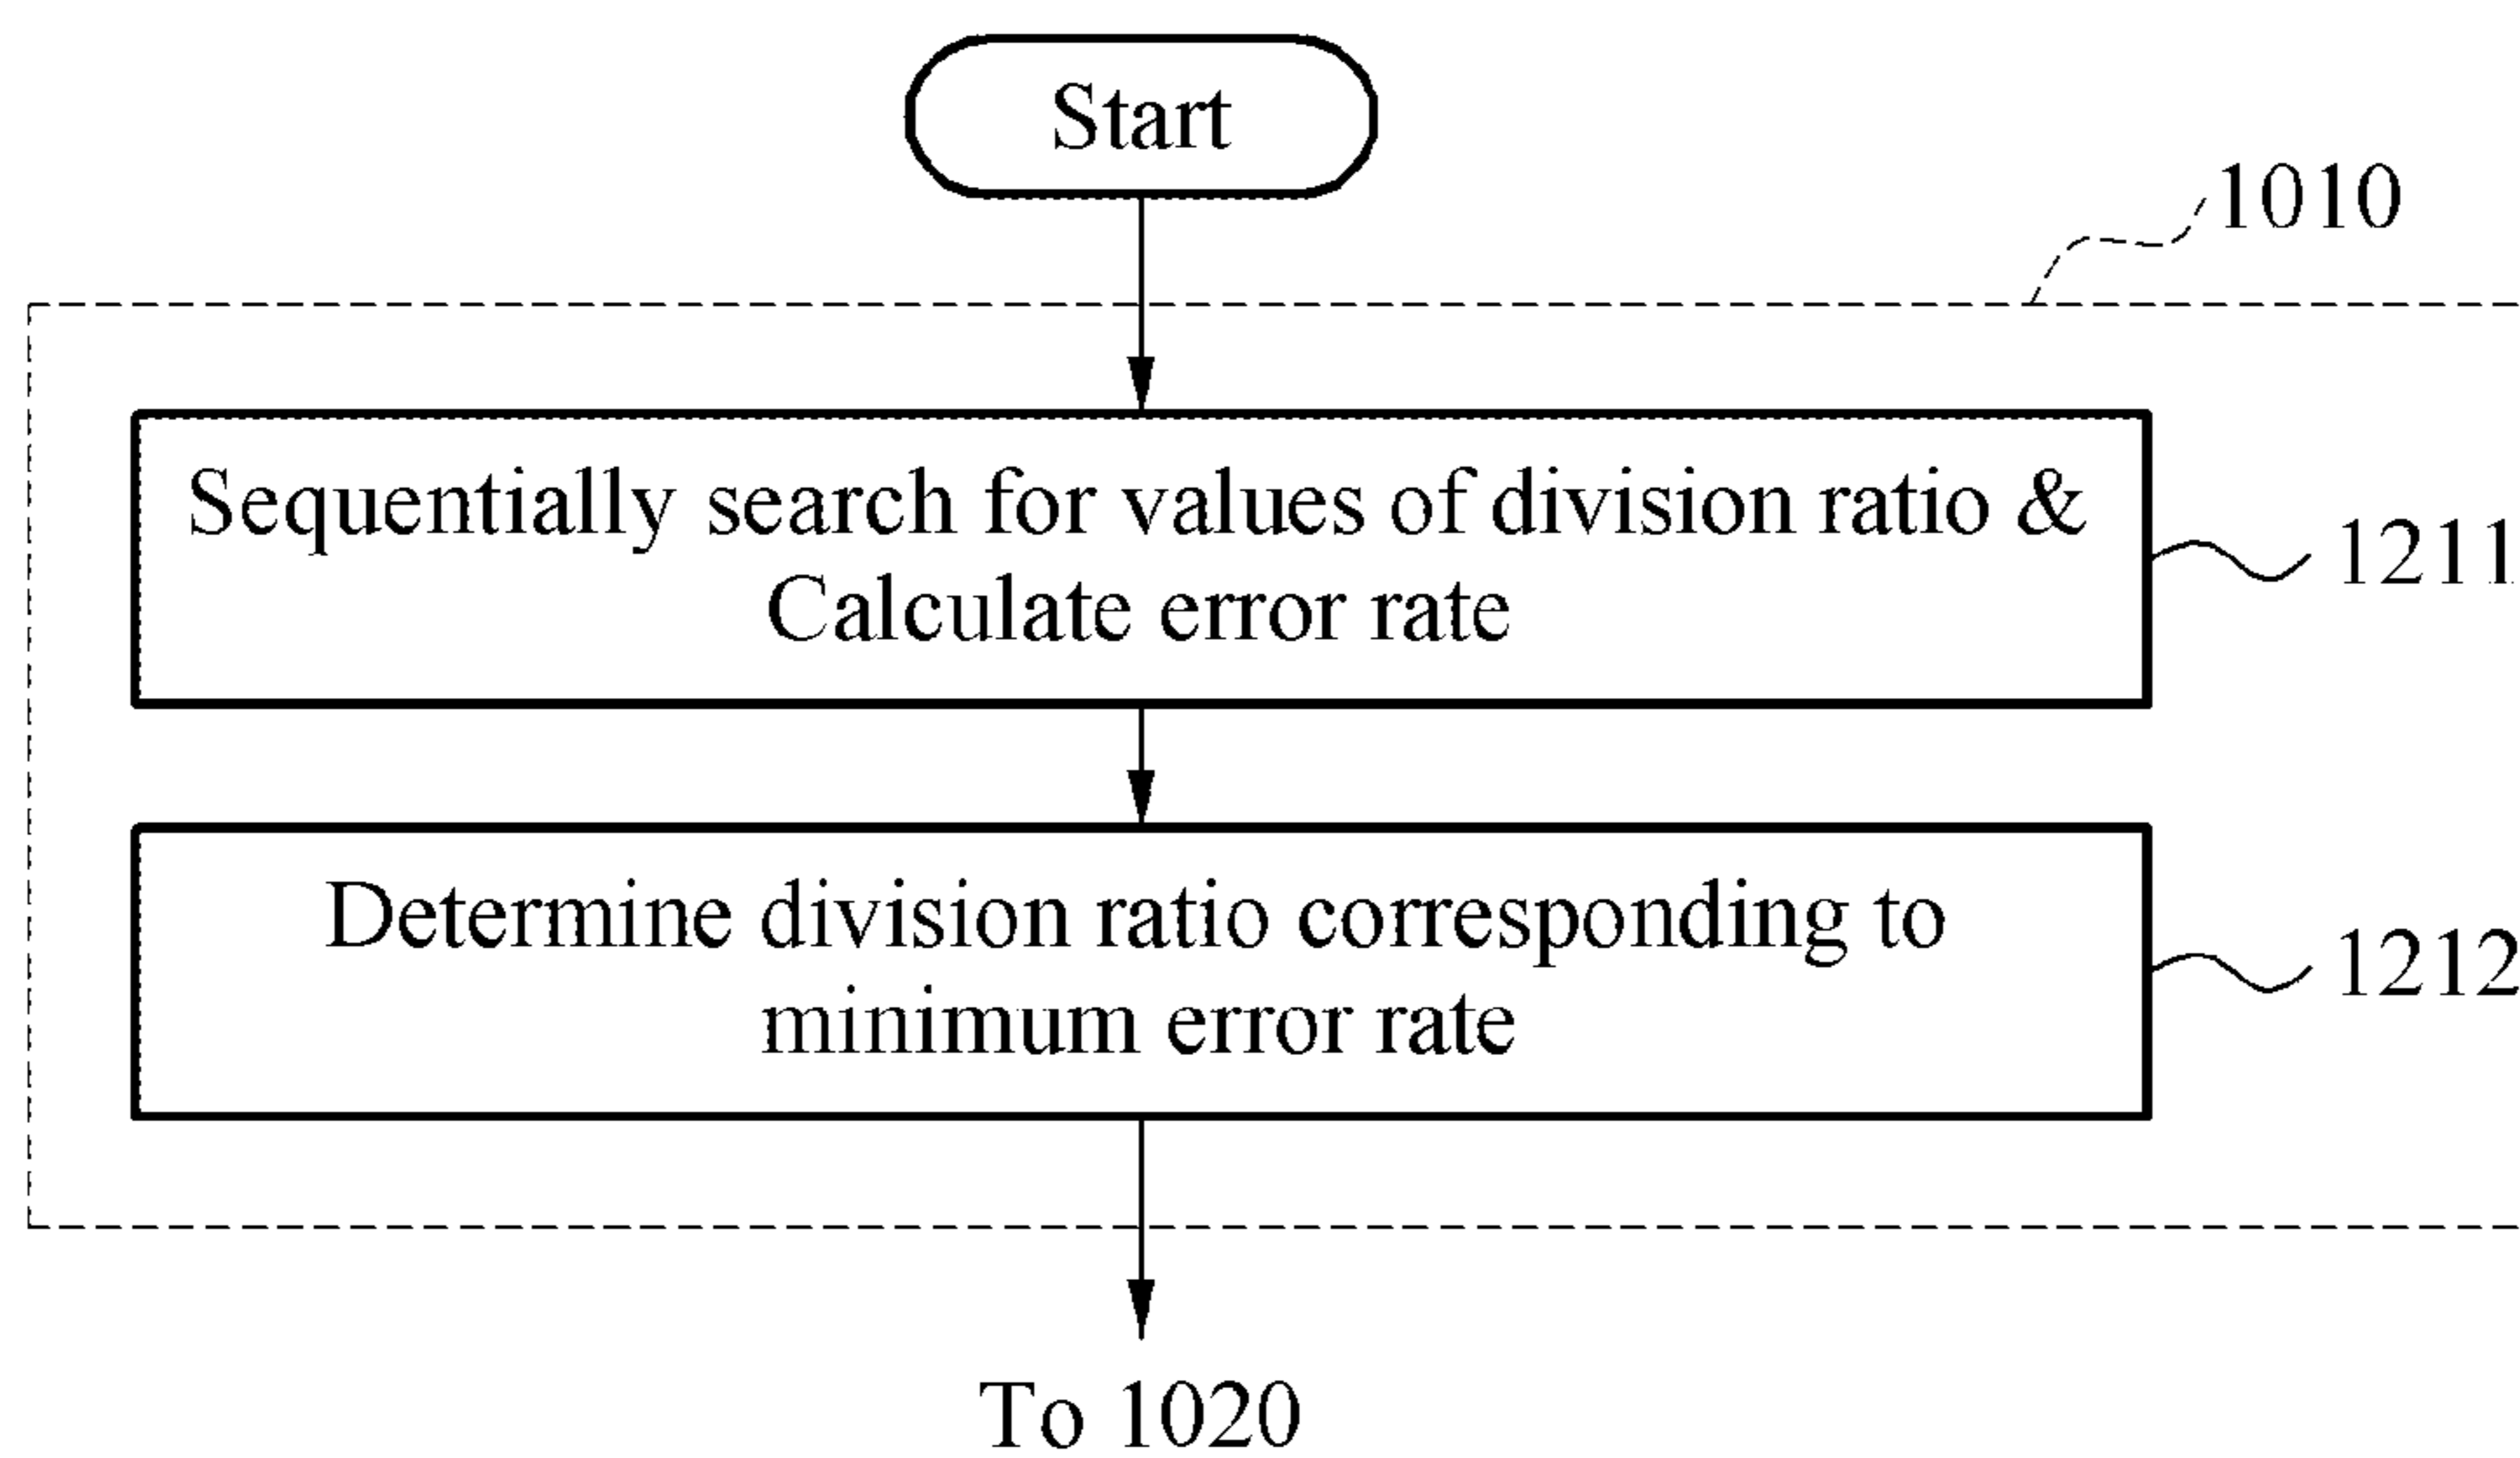 Start
1010
Sequentially search for values of division ratio &
Calculate error rate
1211
Determine division ratio corresponding to
minimum error rate
1212
To 1020